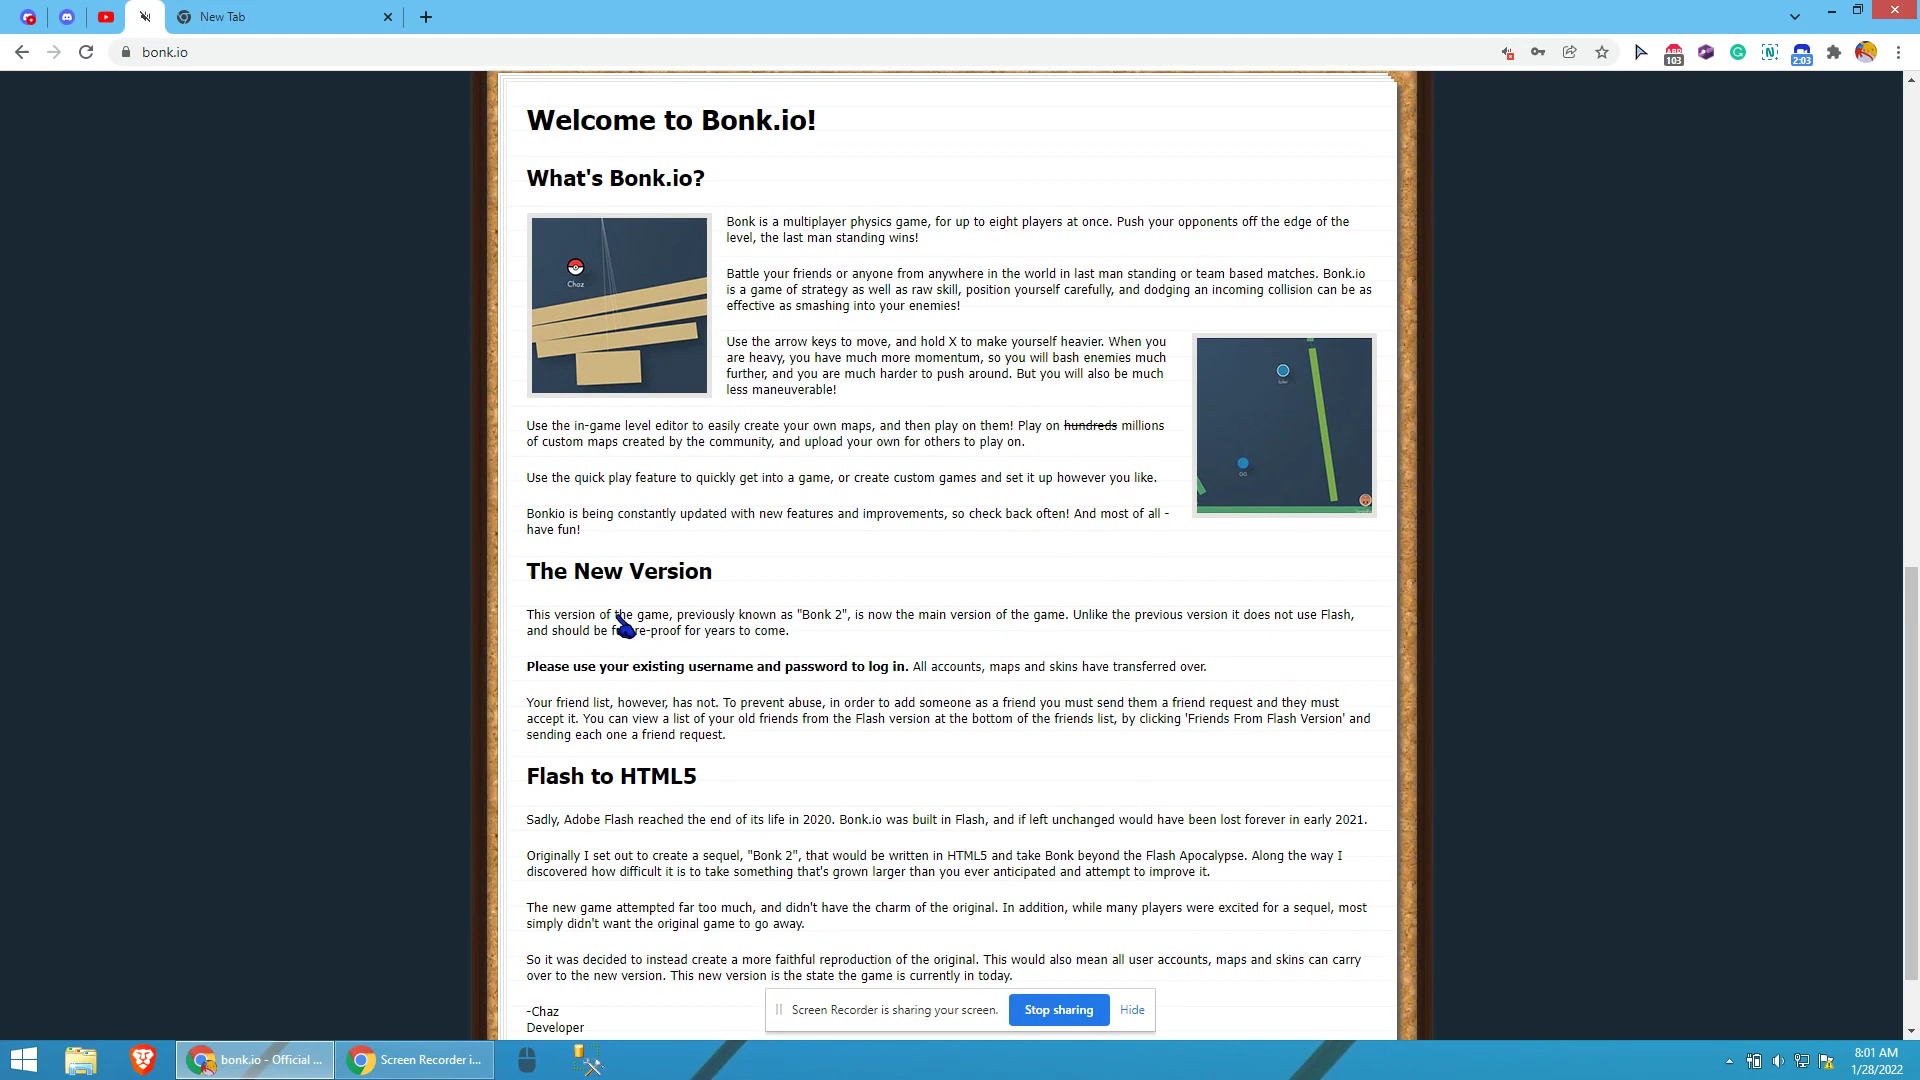 New Tab
bonk.io
103
2:03
Welcome to Bonk.io!
What's Bonk.io?
Chaz
Bonk is a multiplayer physics game, for up to eight players at once. Push your opponents off the edge of the
level, the last man standing wins!
Battle your friends or anyone from anywhere in the world in last man standing or team based matches. Bonk.io
is a game of strategy as well as raw skill, position yourself carefully, and dodging an incoming collision can be as
effective as smashing into your enemies!
Use the arrow keys to move, and hold X to make yourself heavier. When you
are heavy, you have much more momentum, so you will bash enemies much
further, and you are much harder to push around. But you will also be much
less maneuverable!
Use the in-game level editor to easily create your own maps, and then play on them! Play on hundreds millions
of custom maps created by the community, and upload your own for others to play on.
Use the quick play feature to quickly get into a game, or create custom games and set it up however you like.
Bonkio is being constantly updated with new features and improvements, so check back often! And most of all -
have fun!
The New Version
This version of the game, previously known as "Bonk 2", is now the main version of the game. Unlike the previous version it does not use Flash,
and should be future-proof for years to come.
Please use your existing username and password to log in. All accounts, maps and skins have transferred over.
Your friend list, however, has not. To prevent abuse, in order to add someone as a friend you must send them a friend request and they must
accept it. You can view a list of your old friends from the Flash version at the bottom of the friends list, by clicking 'Friends From Flash Version' and
sending each one a friend request.
Flash to HTML5
Sadly, Adobe Flash reached the end of its life in 2020. Bonk.io was built in Flash, and if left unchanged would have been lost forever in early 2021.
Originally I set out to create a sequel, "Bonk 2", that would be written in HTML5 and take Bonk beyond the Flash Apocalypse. Along the way I
discovered how difficult it is to take something that's grown larger than you ever anticipated and attempt to improve it.
The new game attempted far too much, and didn't have the charm of the original. In addition, while many players were excited for a sequel, most
simply didn't want the original game to go away.
So it was decided to instead create a more faithful reproduction of the original. This would also mean all user accounts, maps and skins can carry
over to the new version. This new version is the state the game is currently in today.
-Chaz
Developer
Screen Recorder is sharing your screen. Stop sharing Hide
bonk.io - Official ...
Screen Recorder i...
8:01 AM
1/28/2022